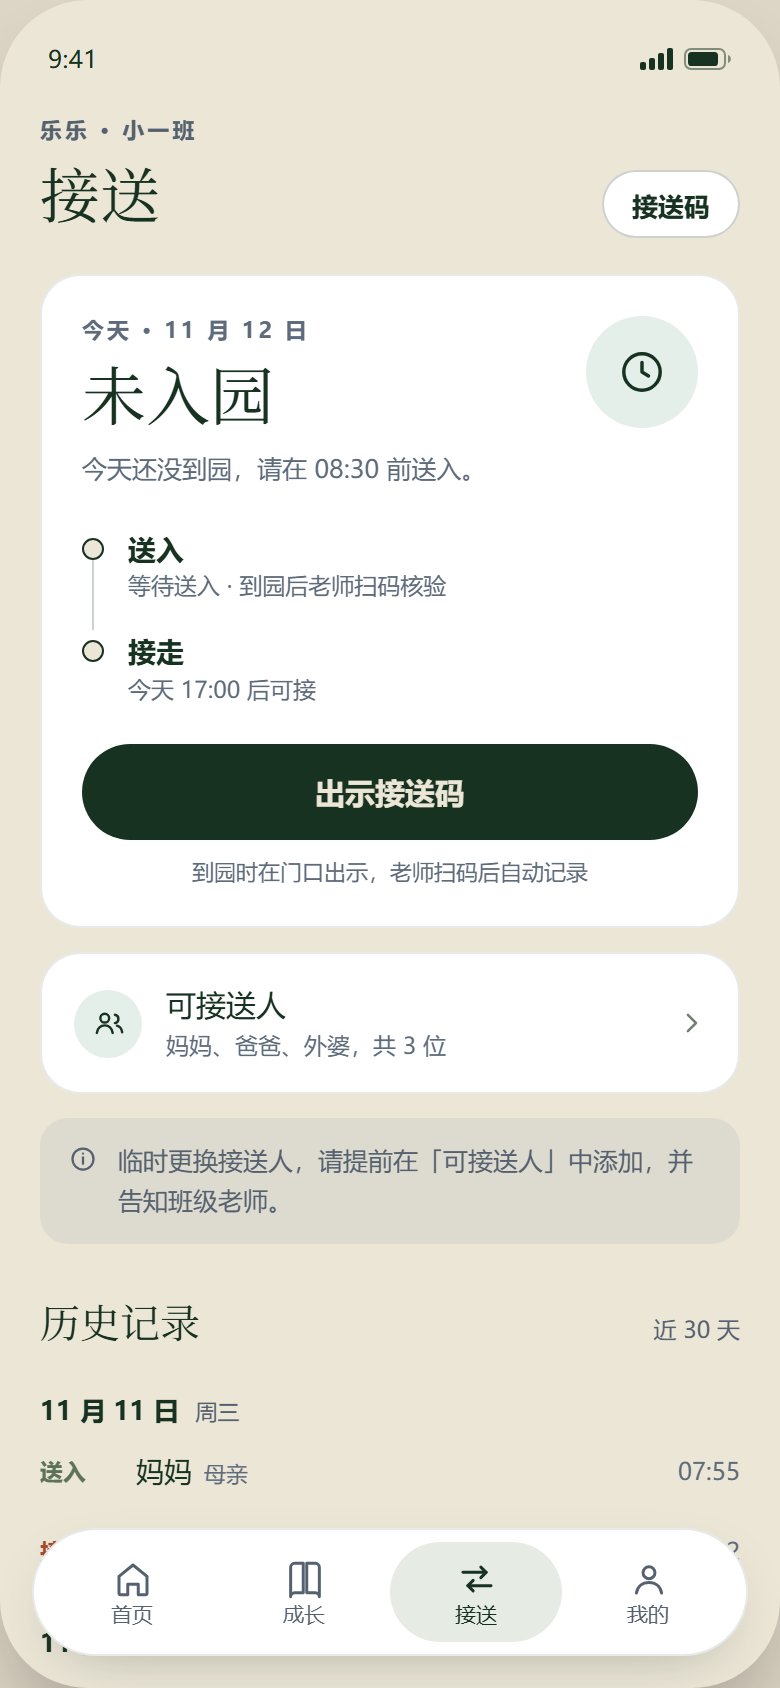 9:41
乐乐 • 小一班
接送
接送码
今天 • 11 月 12 日
未入园
今天还没到园，请在 08:30 前送入。
送入
等待送入 · 到园后老师扫码核验
接走
今天 17:00 后可接
出示接送码
到园时在门口出示，老师扫码后自动记录
可接送人
妈妈、爸爸、外婆，共 3 位
临时更换接送人，请提前在「可接送人」中添加，并
告知班级老师。
历史记录
近 30 天
11 月 11 日 周三
送入 妈妈 母亲 07:55
首页
成长
接送
我的